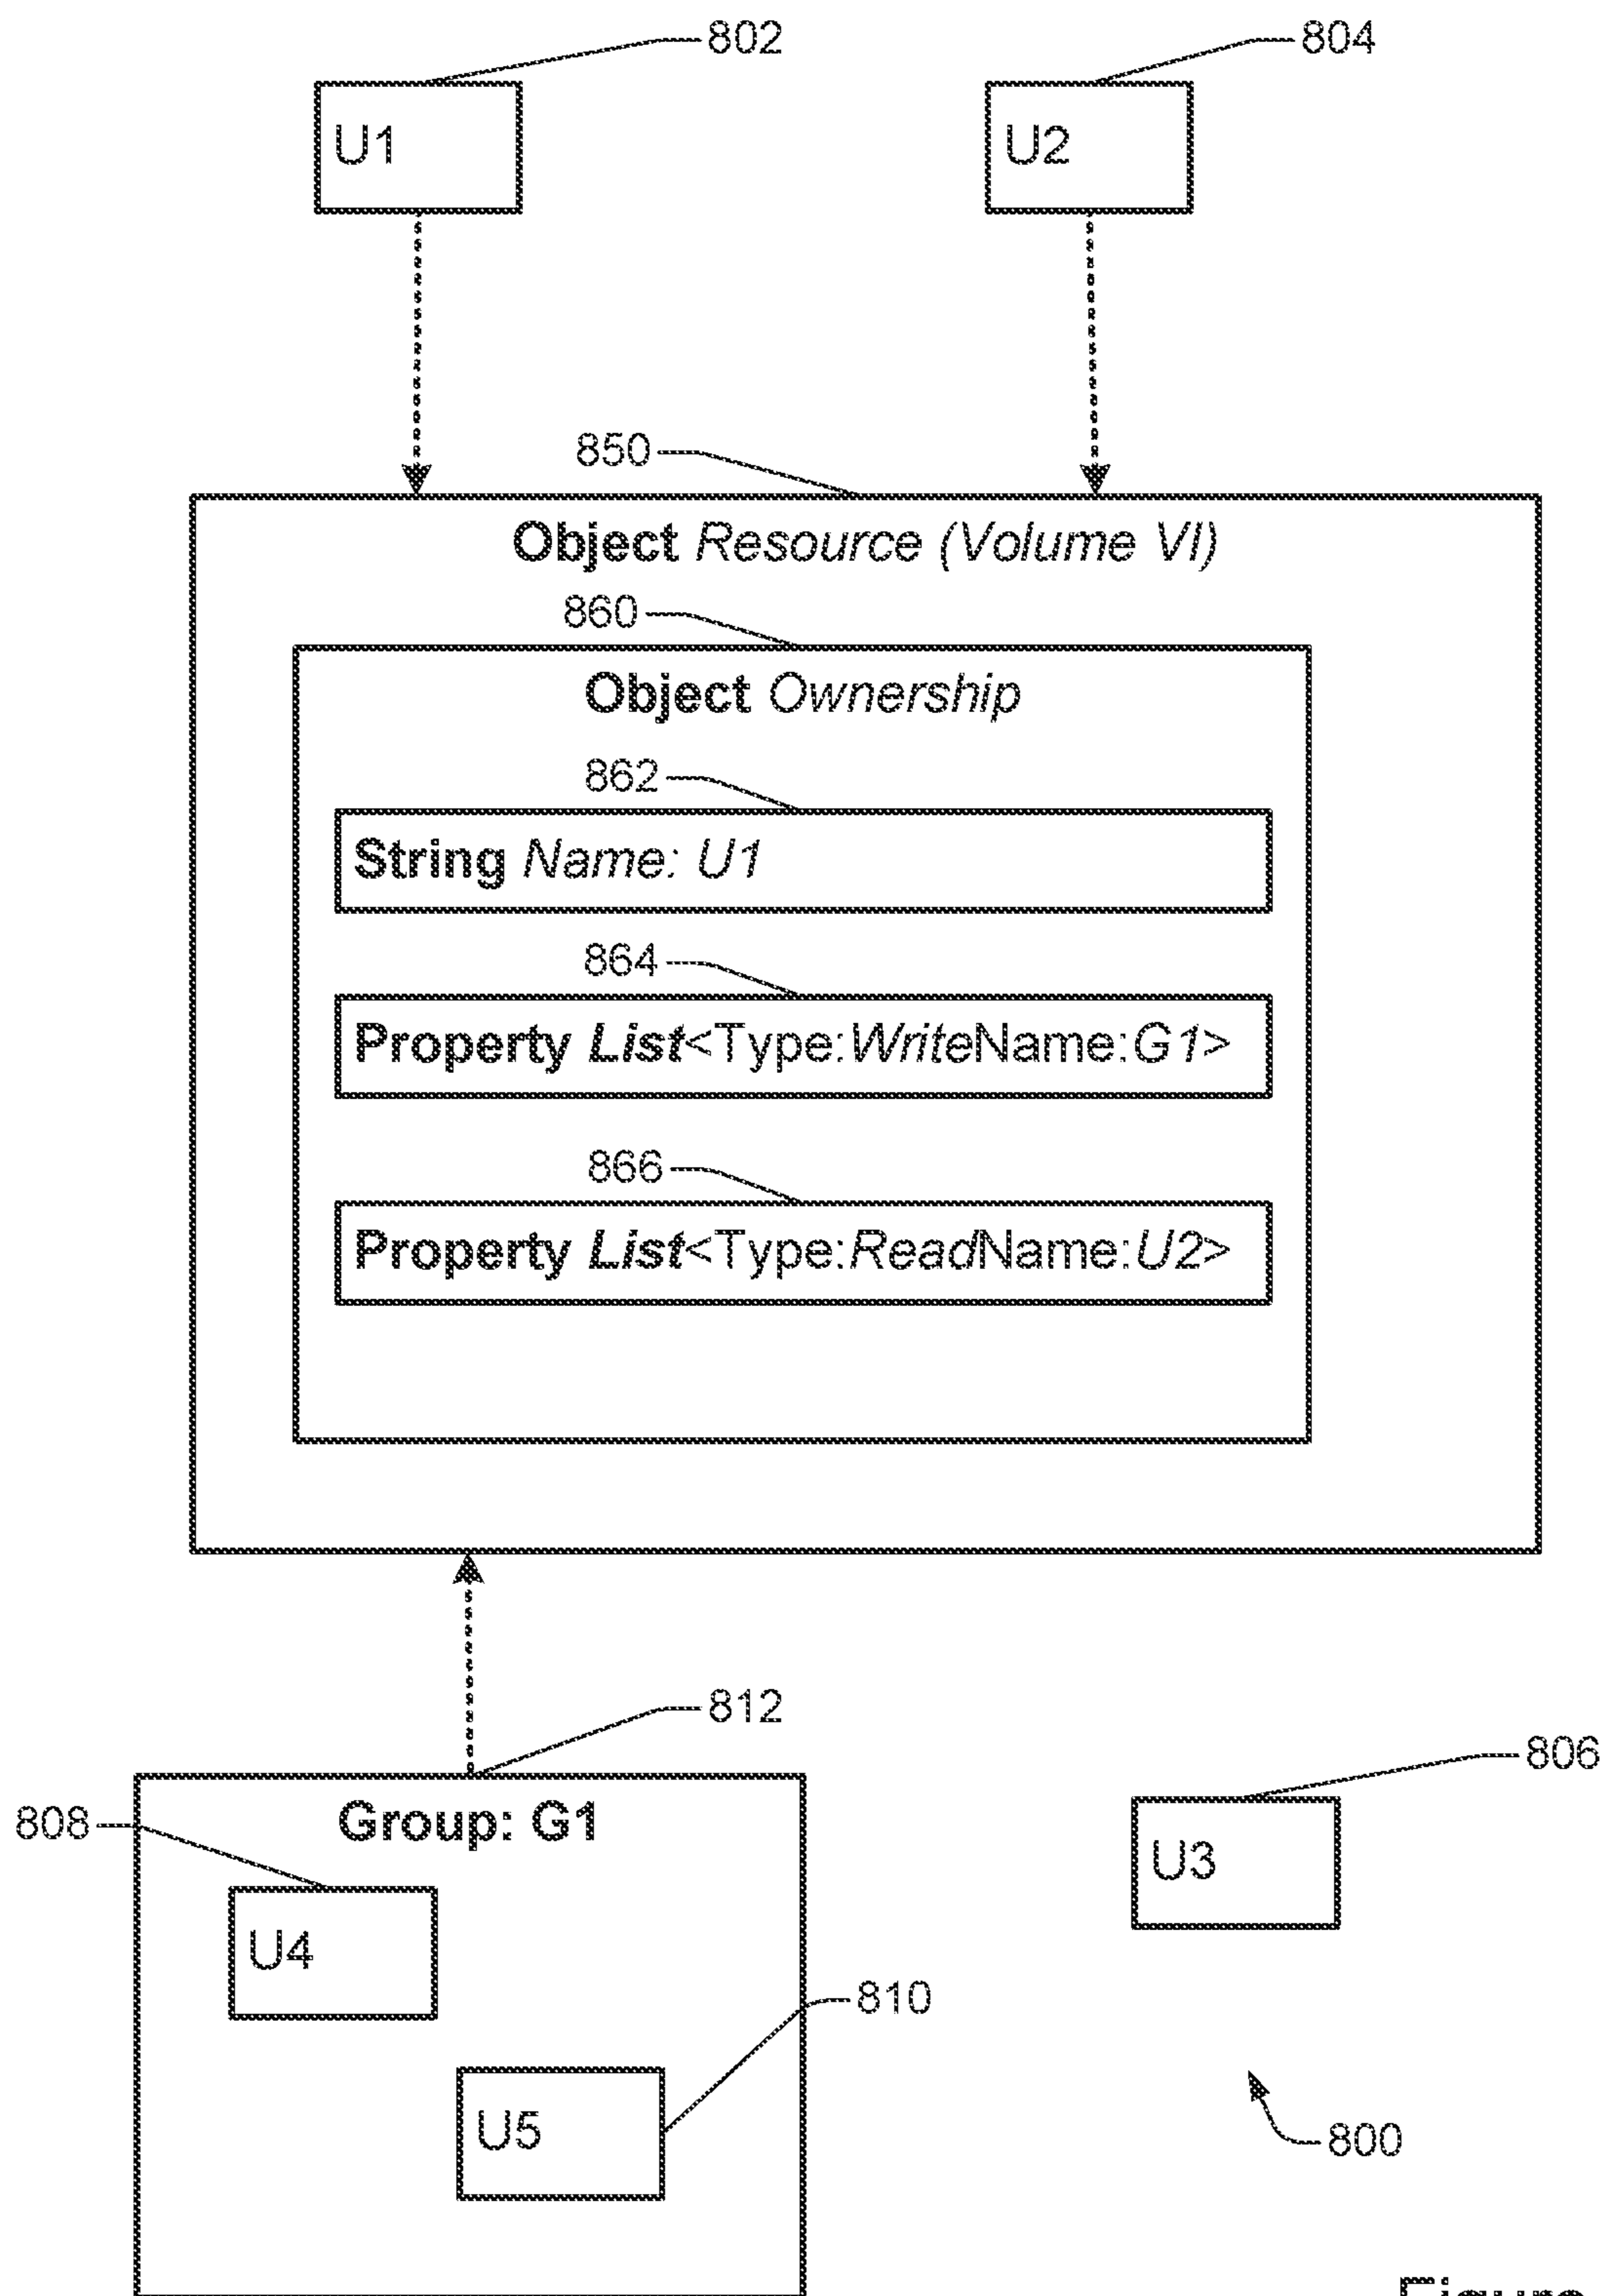 802
804
U1
U2
850
Object Resource (Volume VI)
860
Object Ownership
862
String Name: U1
864
Property List<Type:WriteName:G1>
866
Property List<Type:ReadName:U2>
812
806
808
Group: G1
U3
U4
810
U5
800